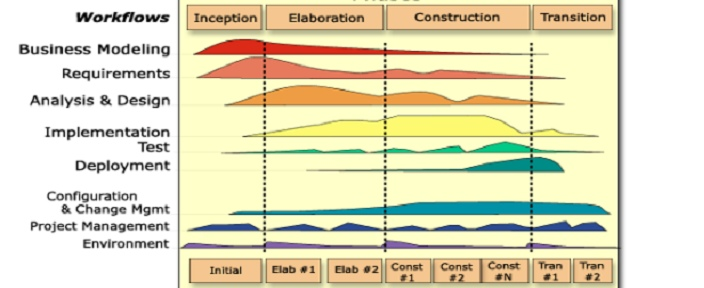 Phases
Workflows
Inception
Elaboration
Construction
Transition
Business Modeling
Requirements
Analysis & Design
Implementation
Test
Deployment
Configuration
& Change Mgmt
Project Management
Environment
Initial
Elab #1
Elab #2
Const
#1
Const
#2
Const
#N
Tran
#1
Tran
#2